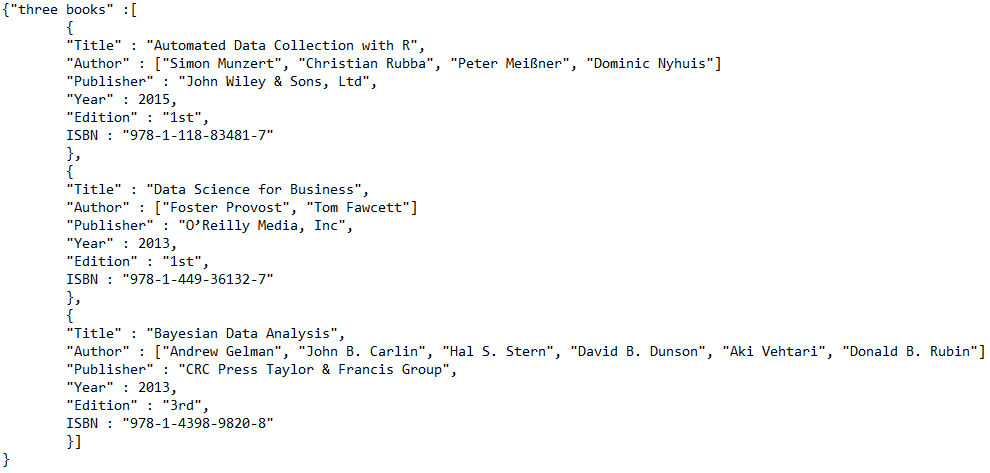 {"three books" :[
{
"Title" : "Automated Data Collection with R",
"Author" : ["Simon Munzert", "Christian Rubba", "Peter Meißner", "Dominic Nyhuis"]
"Publisher" : "John Wiley & Sons, Ltd",
"Year" : 2015,
"Edition" : "1st",
ISBN : "978-1-118-83481-7"
},
{
"Title" : "Data Science for Business",
"Author" : ["Foster Provost", "Tom Fawcett"]
"Publisher" : "O’Reilly Media, Inc",
"Year" : 2013,
"Edition" : "1st",
ISBN : "978-1-449-36132-7"
},
{
"Title" : "Bayesian Data Analysis",
"Author" : ["Andrew Gelman", "John B. Carlin", "Hal S. Stern", "David B. Dunson", "Aki Vehtari", "Donald B. Rubin"]
"Publisher" : "CRC Press Taylor & Francis Group",
"Year" : 2013,
"Edition" : "3rd",
ISBN : "978-1-4398-9820-8"
}]
}